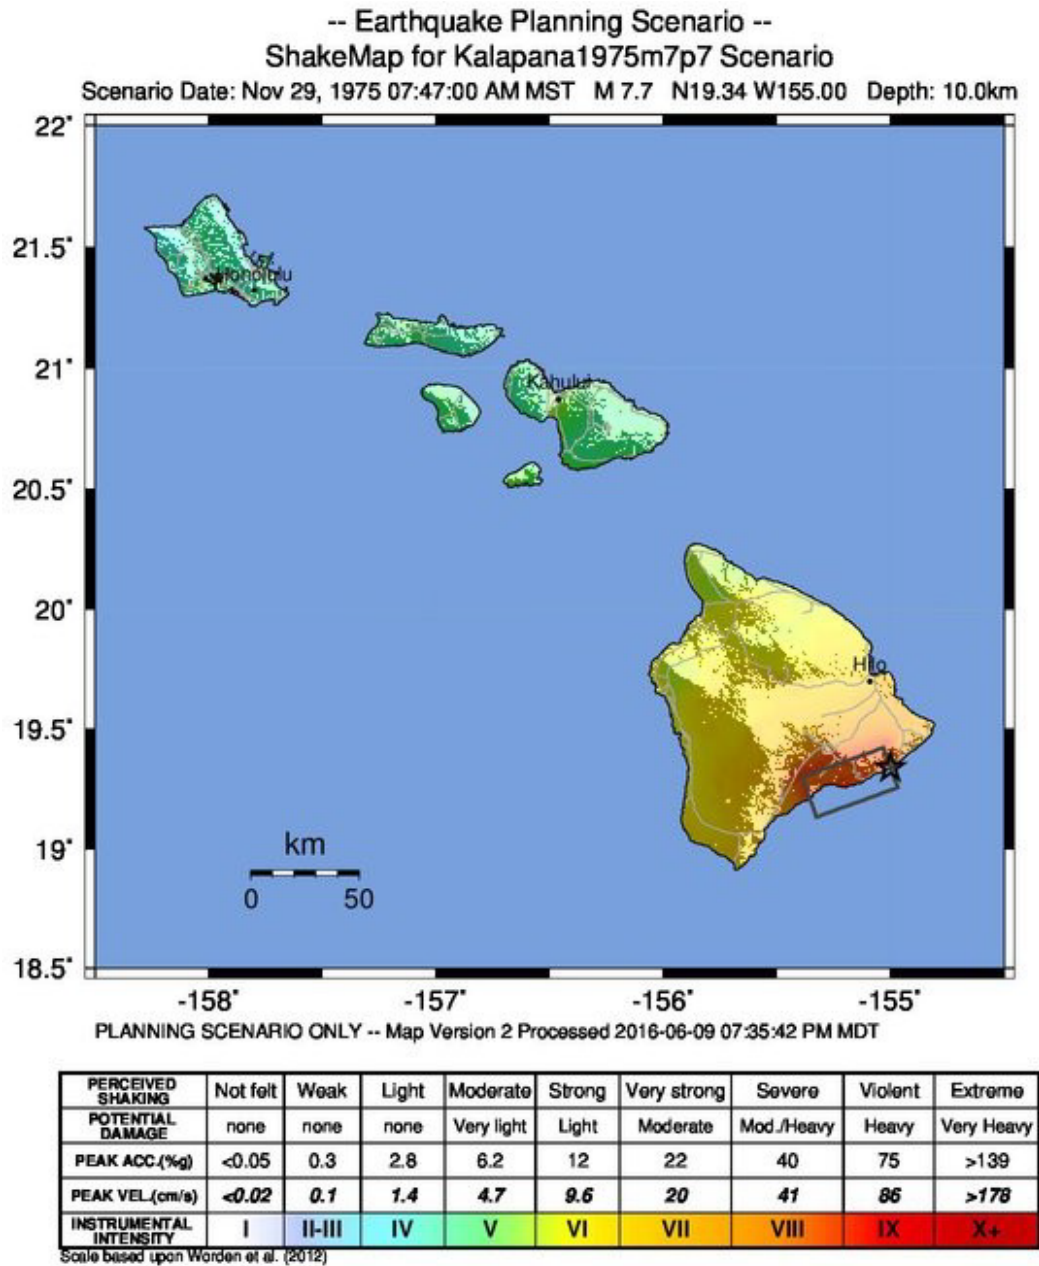 -- Earthquake Planning Scenario --
ShakeMap for Kalapana1975m7p7 Scenario
Scenario Date: Nov 29, 1975 07:47:00 AM MST M 7.7 N19.34 W155.00 Depth: 10.0km
22˚
21.5˚
Honolulu
21˚
Kahului
20.5˚
20˚
Hilo
19.5˚
km
19˚
0 50
18.5˚
-158˚ -157˚ -156˚ -155˚
PLANNING SCENARIO ONLY -- Map Version 2 Processed 2016-06-09 07:35:42 PM MDT
PERCEIVED SHAKING Not felt Weak Light Moderate Strong Very strong Severe Violent Extreme
POTENTIAL DAMAGE none none none Very light Light Moderate Mod./Heavy Heavy Very Heavy
PEAK ACC.(%g) <0.05 0.3 2.8 6.2 12 22 40 75 >139
PEAK VEL.(cm/s) <0.02 0.1 1.4 4.7 9.6 20 41 86 >178
INSTRUMENTAL INTENSITY I II-III IV V VI VII VIII IX X+
Scale based upon Worden et al. (2012)